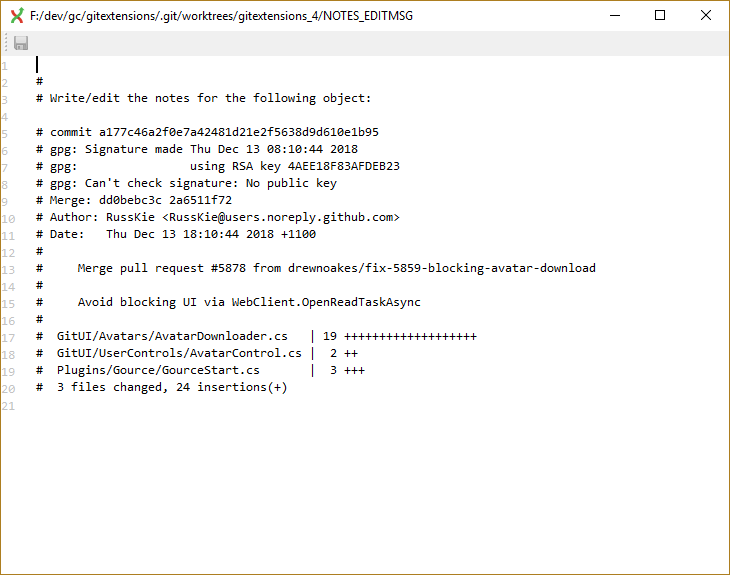 F:/dev/gc/gitextensions/.git/worktrees/gitextensions_4/NOTES_EDITMSG
1
2 #
3 # Write/edit the notes for the following object:
4
5 # commit a177c46a2f0e7a42481d21e2f5638d9d610e1b95
6 # gpg: Signature made Thu Dec 13 08:10:44 2018
7 # gpg:                using RSA key 4AEE18F83AFDEB23
8 # gpg: Can't check signature: No public key
9 # Merge: dd0bebc3c 2a6511f72
10 # Author: RussKie <RussKie@users.noreply.github.com>
11 # Date:   Thu Dec 13 18:10:44 2018 +1100
12 #
13 #     Merge pull request #5878 from drewnoakes/fix-5859-blocking-avatar-download
14 #
15 #     Avoid blocking UI via WebClient.OpenReadTaskAsync
16 #
17 #  GitUI/Avatars/AvatarDownloader.cs   | 19 +++++++++++++++++++
18 #  GitUI/UserControls/AvatarControl.cs |  2 ++
19 #  Plugins/Gource/GourceStart.cs       |  3 +++
20 #  3 files changed, 24 insertions(+)
21